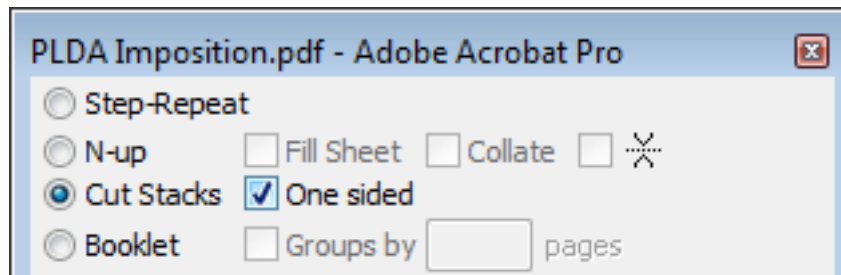 PLDA Imposition.pdf - Adobe Acrobat Pro
Step-Repeat
N-up Fill Sheet Collate
Cut Stacks One sided
Booklet Groups by pages